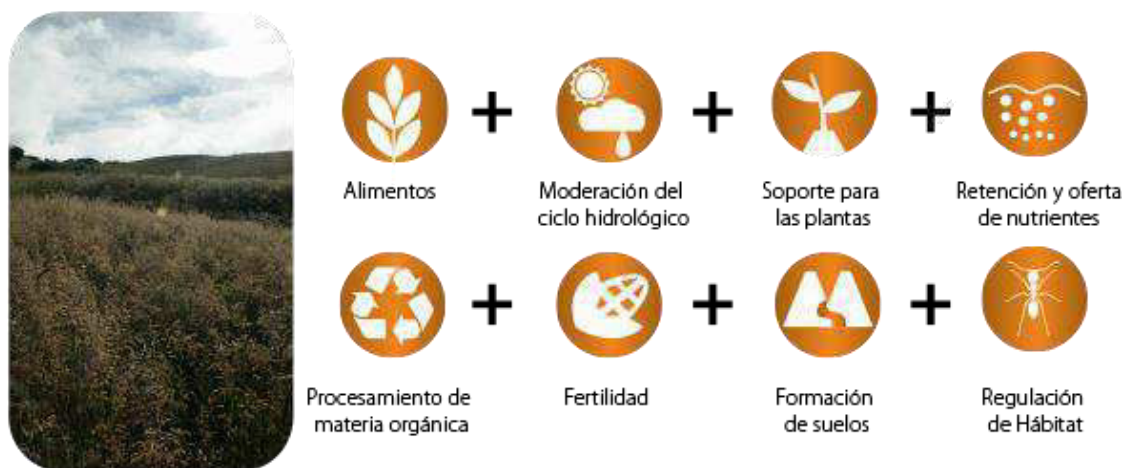 Alimentos
Moderación del
ciclo hidrológico
Soporte para
las plantas
Retención y oferta
de nutrientes
Procesamiento de
materia orgánica
Fertilidad
Formación
de suelos
Regulación
de Hábitat